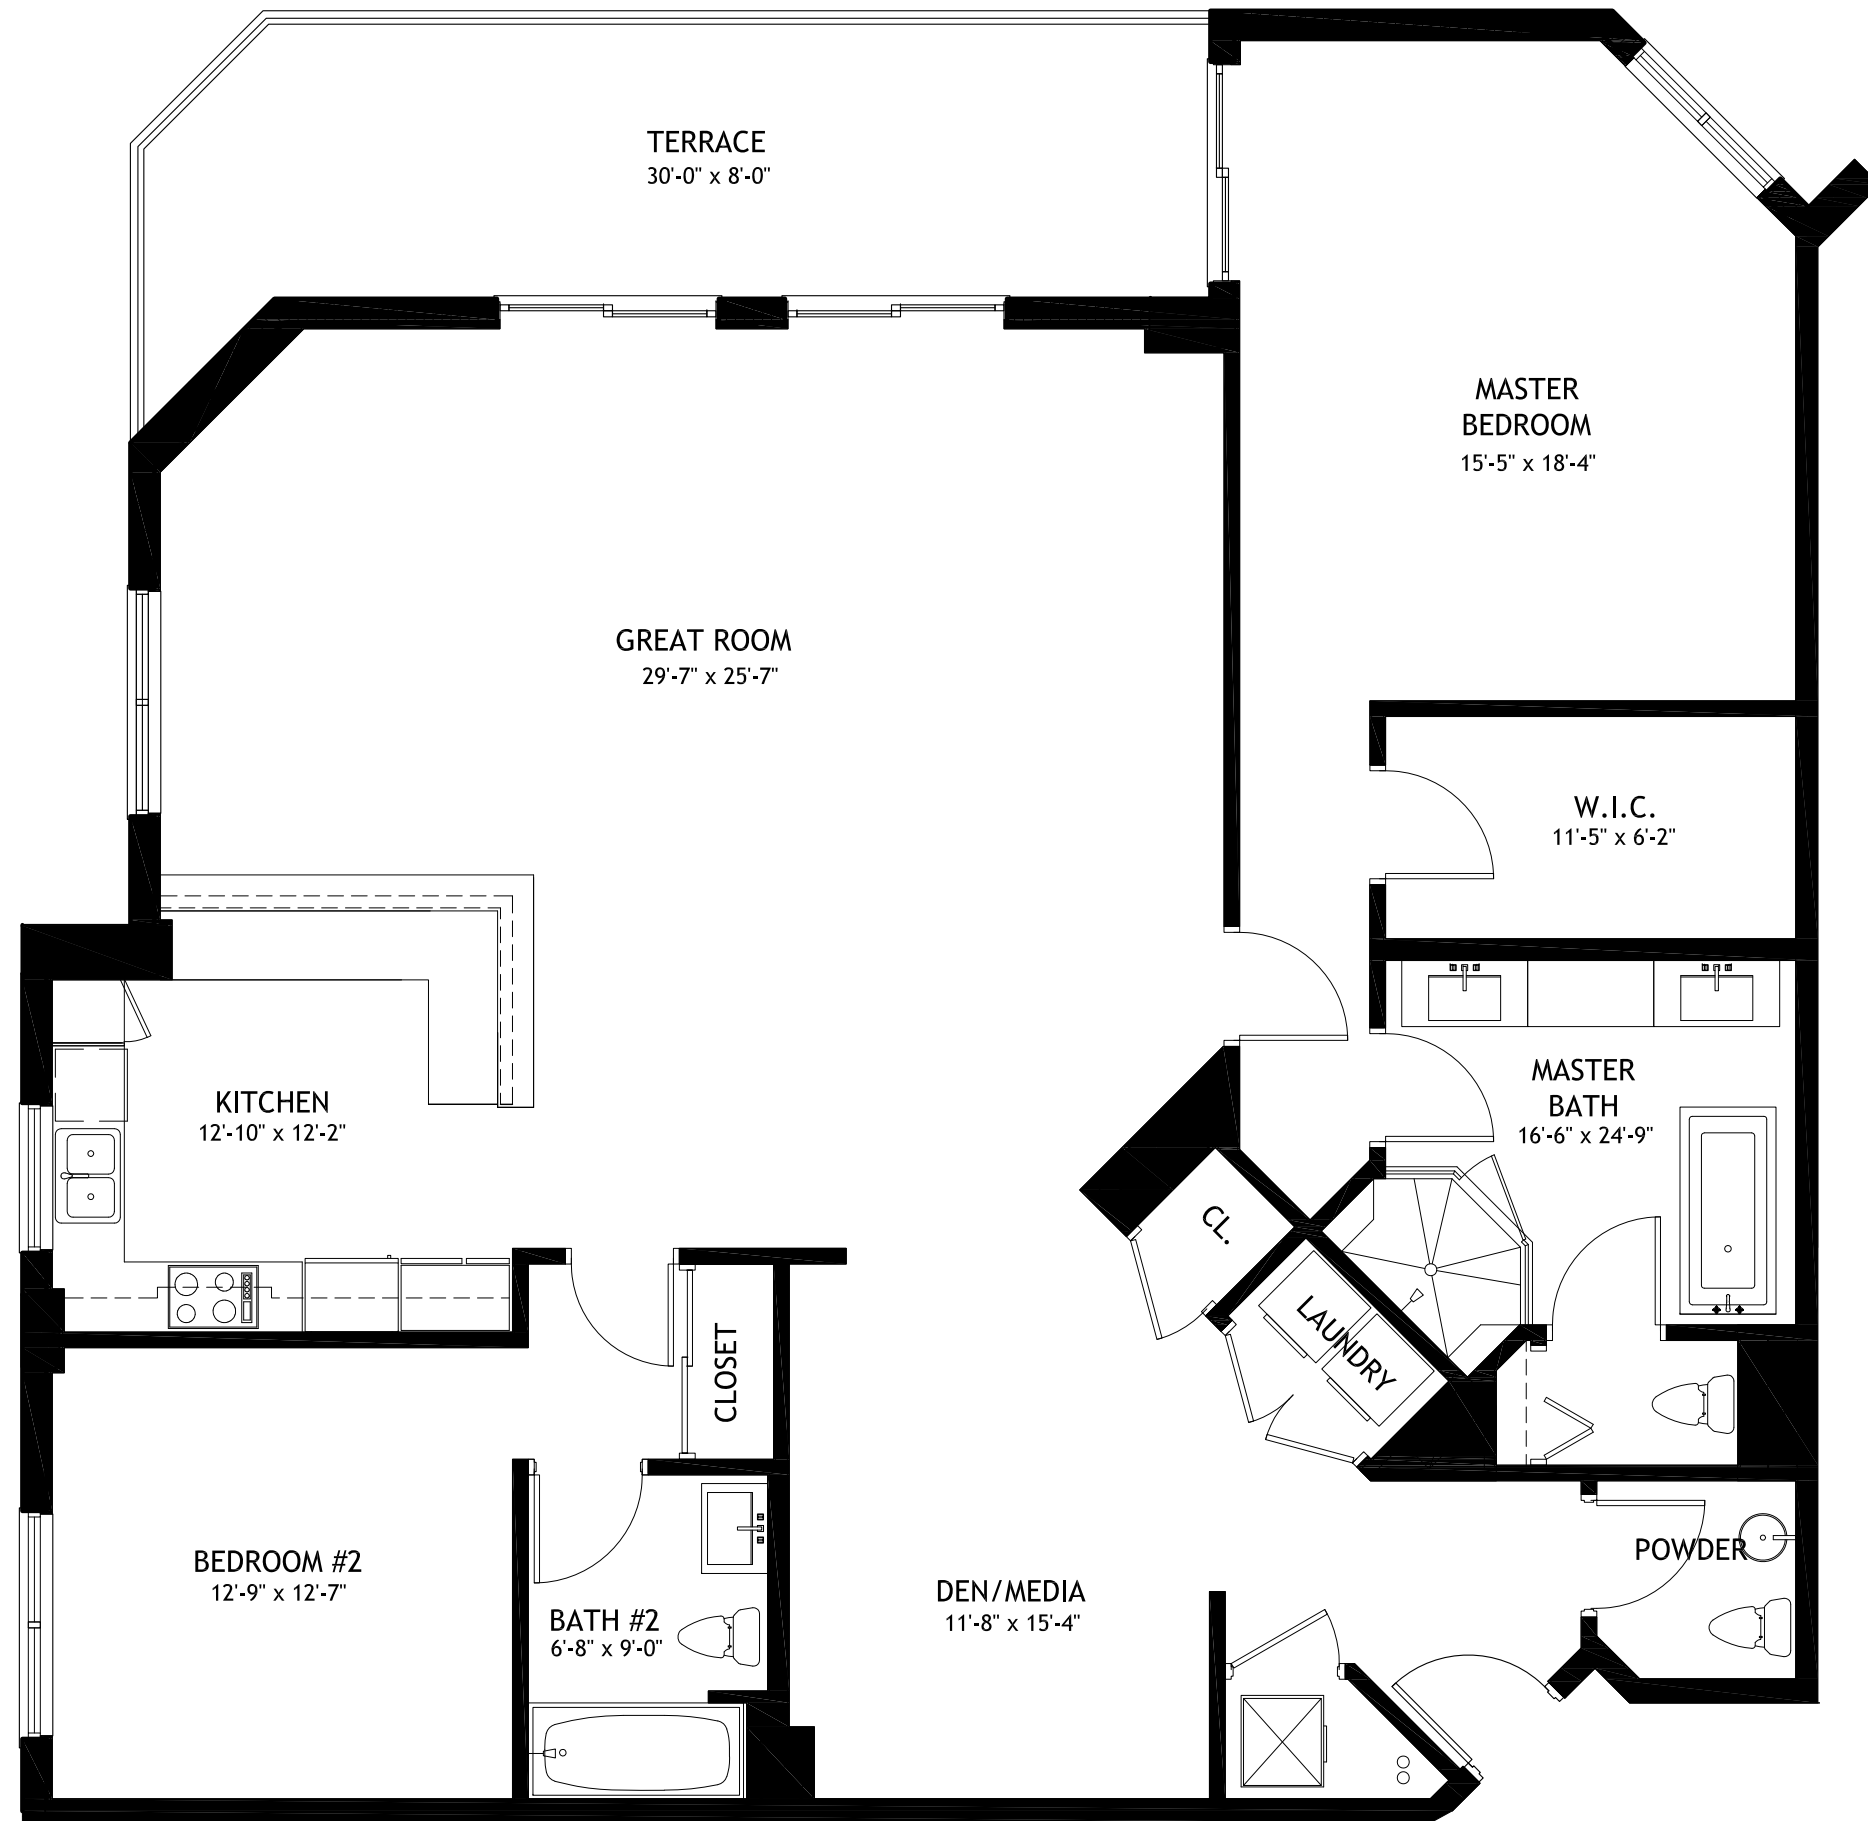 TERRACE
30'-0" x 8'-0"
MASTER
BEDROOM
15'-5" x 18'-4"
GREAT ROOM
29'-7" x 25'-7"
W.I.C.
11'-5" x 6'-2"
KITCHEN
12'-10" x 12'-2"
MASTER
BATH
16'-6" x 24'-9"
CL.
LAUNDRY
CLOSET
BEDROOM #2
12'-9" x 12'-7"
BATH #2
6'-8" x 9'-0"
DEN/MEDIA
11'-8" x 15'-4"
POWDER